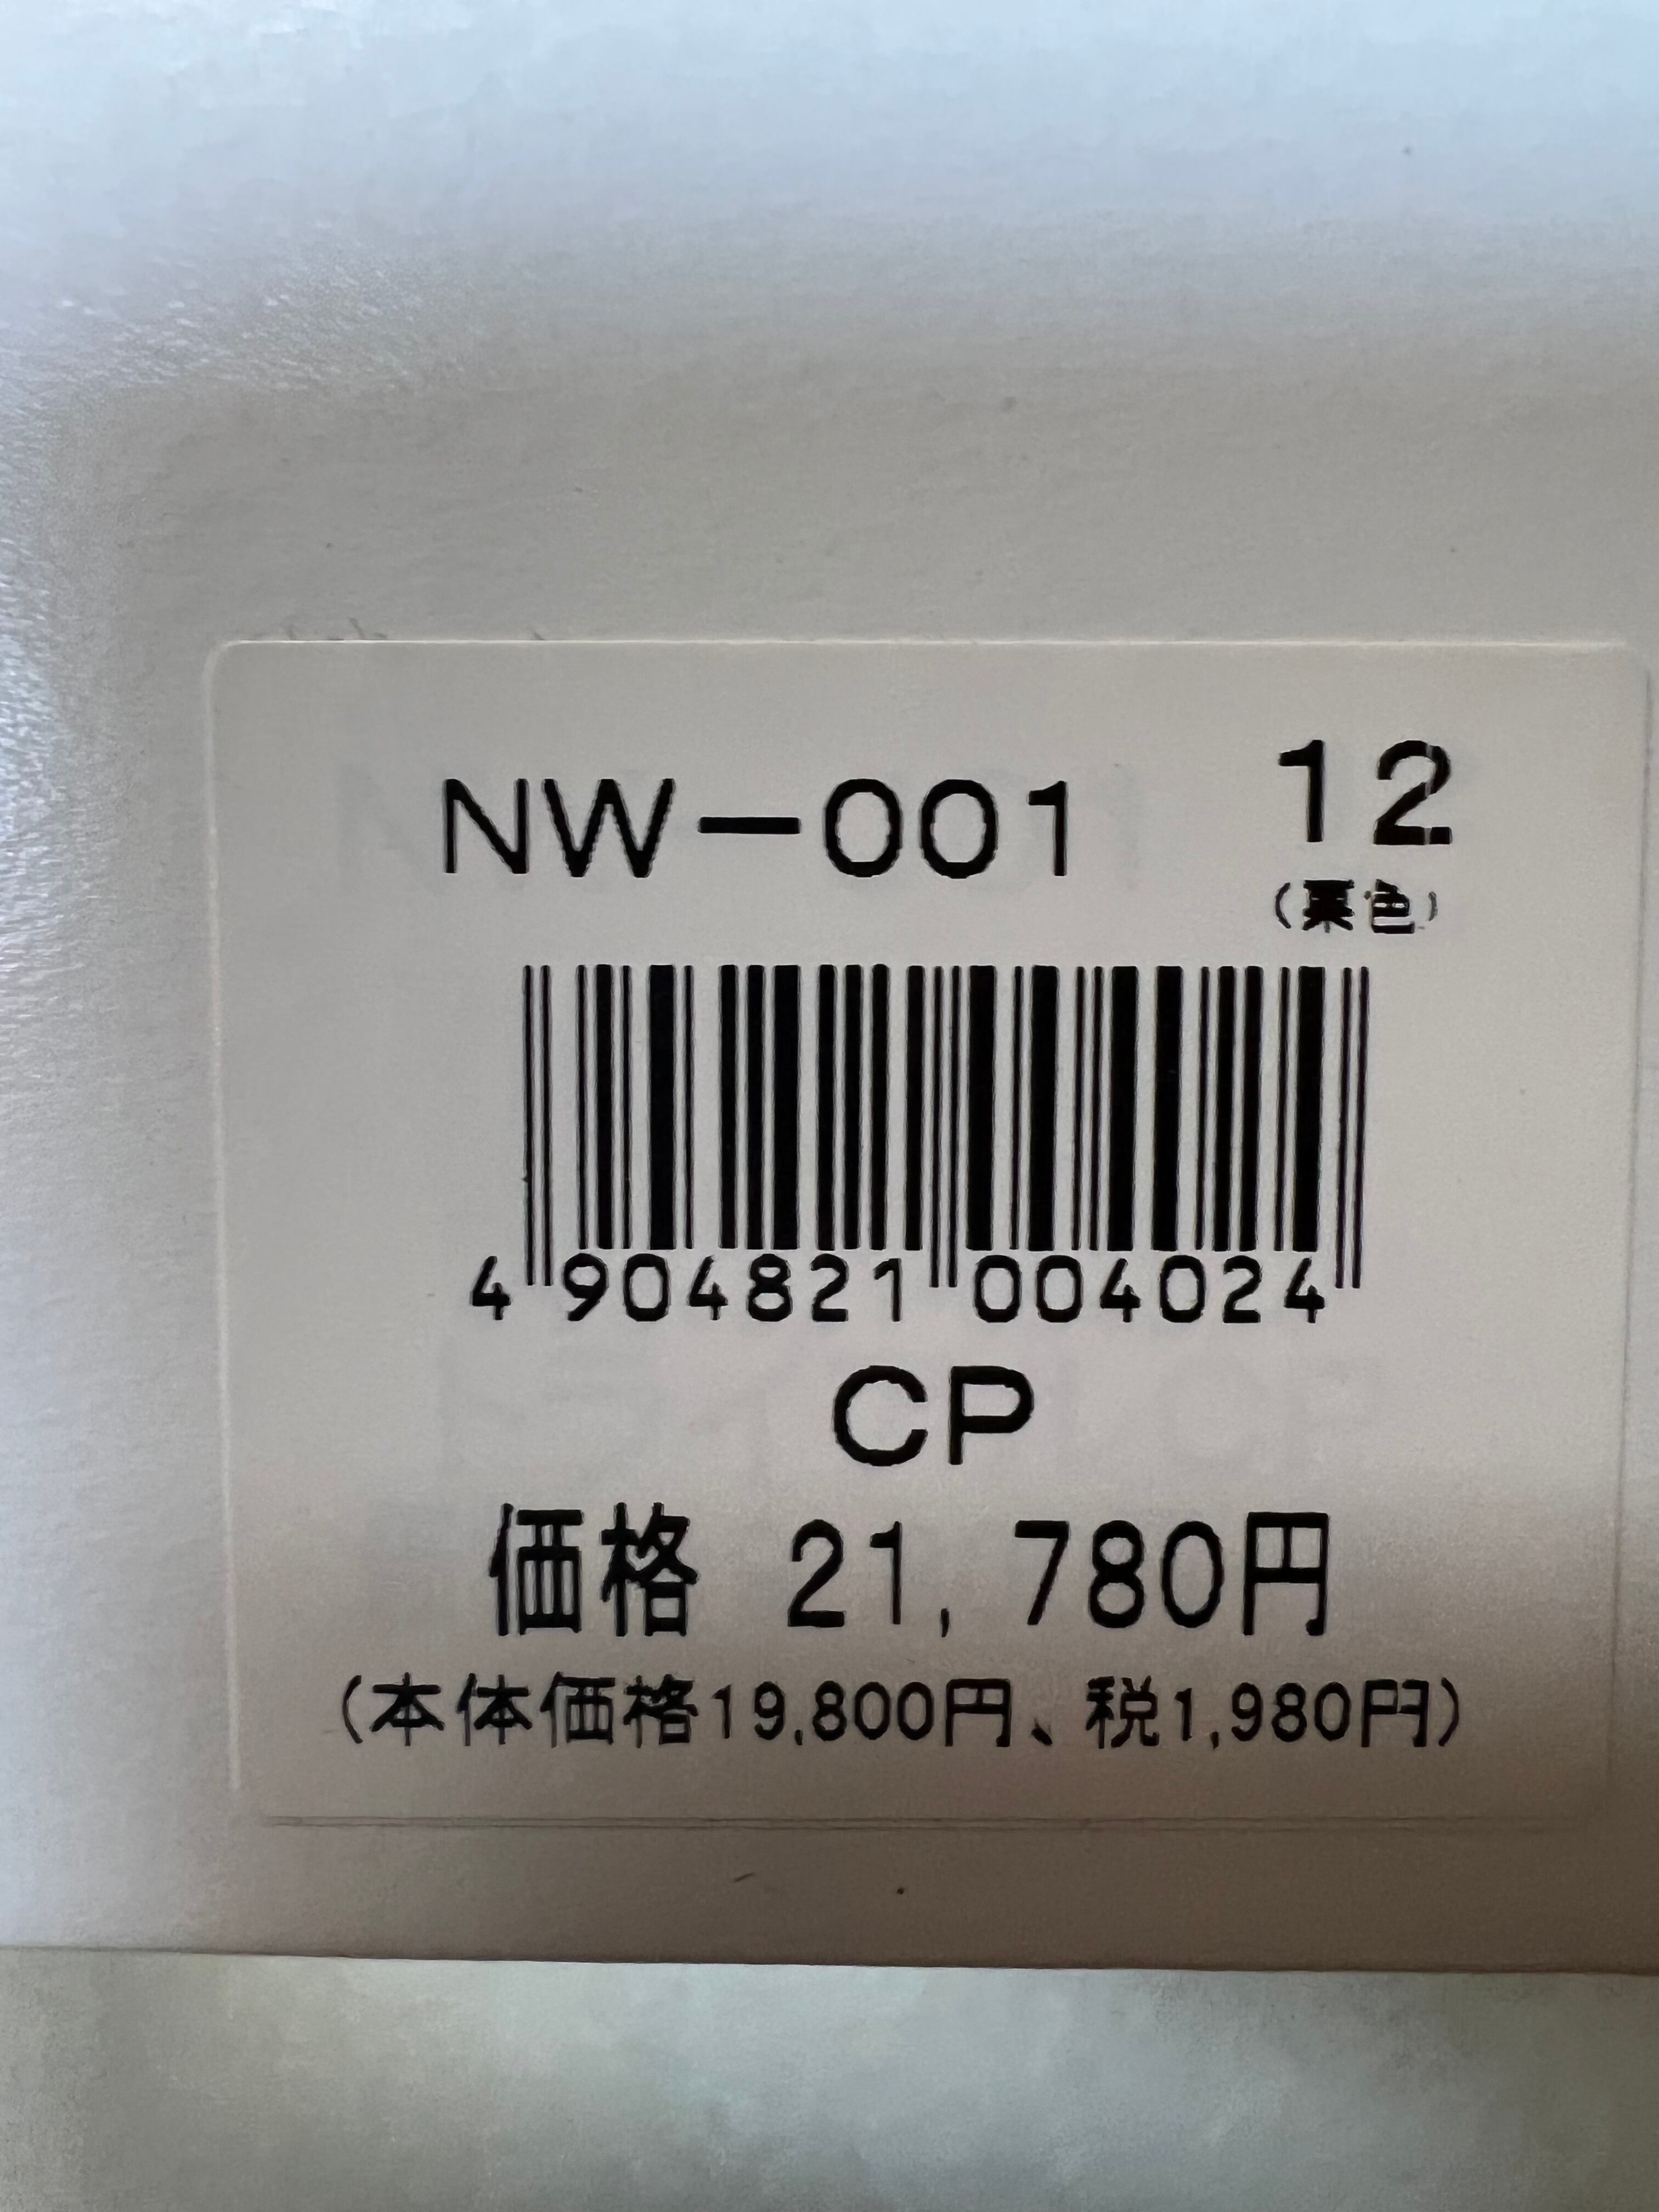 NW-001 12
(栗色)
4 904821 004024
CP
価格 21,780円
(本体価格19,800円、税1,980円)